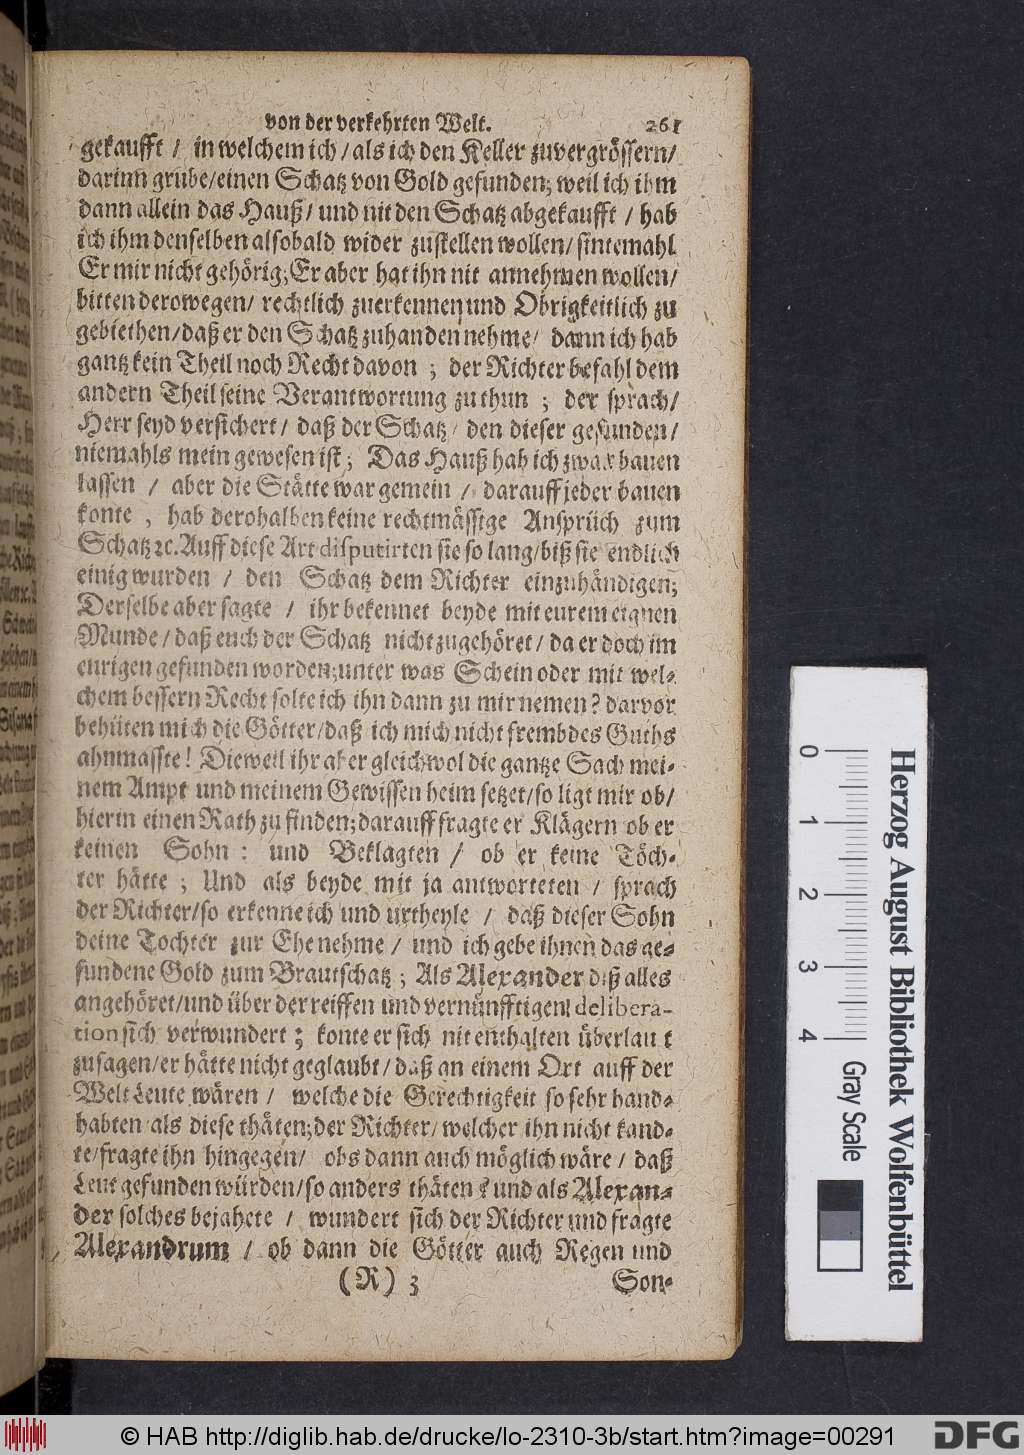 von der verkehrten Welt. 261
gekaufft / in welchem ich / als ich den Keller zuvergrössern /
darinn grube / einen Schatz von Gold gefunden; weil ich ihm
dann allein das Hauß / und nit den Schatz abgekaufft / hab
ich ihm denselben alsobald wider zustellen wollen / sintemahl
Er mir nicht gehörig; Er aber hat ihn nit annehmen wollen /
bitten derowegen / rechtlich zuerkennen und Obrigkeitlich zu
gebiethen / daß er den Schatz zuhanden nehme / dann ich hab
gantz kein Theil noch Recht davon ; der Richter befahl dem
andern Theil seine Verantwortung zu thun ; der sprach /
Herr seyd versichert / daß der Schatz / den dieser gefunden /
niemahls mein gewesen ist ; Das Hauß hab ich zwar bauen
lassen / aber die Stätte war gemein / darauff jeder bauen
konte , hab derohalben keine rechtmässige Ansprüch zum
Schatz ꝛc. Auff diese Art disputirten sie so lang / biß sie endlich
einig wurden / den Schatz dem Richter einzuhändigen;
Derselbe aber sagte / ihr bekennet beyde mit eurem eignen
Munde / daß euch der Schatz nicht zugehöret / da er doch im
eurigen gefunden worden; unter was Schein oder mit wel-
chem bessern Recht solte ich ihn dann zu mir nemen? darvor
behüten mich die Götter / daß ich mich nicht frembdes Guths
ahnmasste! Dieweil ihr aber gleichwol die gantze Sach mei-
nem Ampt und meinem Gewissen heim setzet / so ligt mir ob /
hierin einen Rath zu finden; darauff fragte er Klägern ob er
keinen Sohn : und Beklagten / ob er keine Töch-
ter hätte ; Und als beyde mit ja antworteten / sprach
der Richter / so erkenne ich und urtheyle / daß dieser Sohn
deine Tochter zur Ehe nehme / und ich gebe ihnen das ge-
fundene Gold zum Brautschatz ; Als Alexander diß alles
angehöret / und über der reiffen und vernünfftigen delibera-
tion sich verwundert ; konte er sich nit enthalten überlaut
zusagen / er hätte nicht geglaubt / daß an einem Ort auff der
Welt Leute wären / welche die Gerechtigkeit so sehr hand-
habten als diese thäten; der Richter / welcher ihn nicht kand-
te / fragte ihn hingegen / obs dann auch möglich wäre / daß
Leut gefunden würden / so anders thäten ? und als Alexan-
der solches bejahete / wundert sich der Richter und fragte
Alexandrum / ob dann die Götter auch Regen und
(R) 3 Son-
0 1 2 3 4
Herzog August Bibliothek Wolfenbüttel
Gray Scale
© HAB http://diglib.hab.de/drucke/lo-2310-3b/start.htm?image=00291
DFG